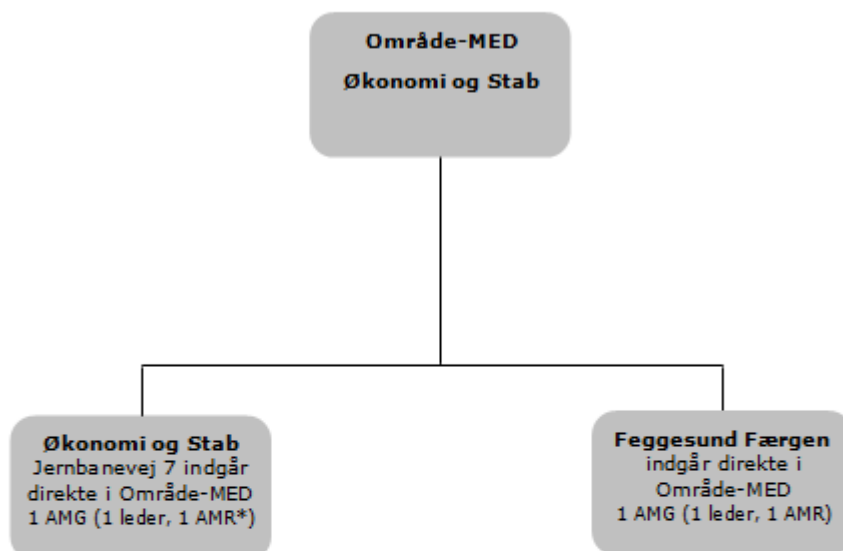 Område-MED
Økonomi og Stab
Økonomi og Stab
Jernbanevej 7 indgår
direkte i Område-MED
1 AMG (1 leder, 1 AMR*)
Feggesund Færgen
indgår direkte i
Område-MED
1 AMG (1 leder, 1 AMR)